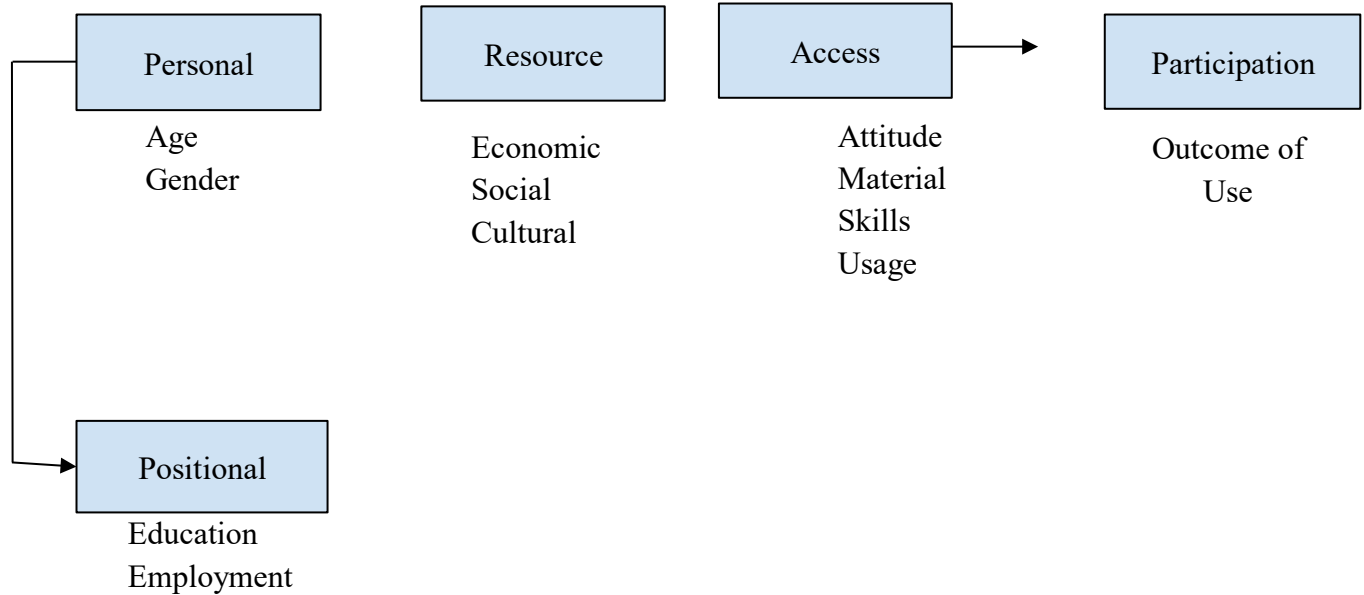 Personal
Age
Gender
Resource
Economic
Social
Cultural
Access
Attitude
Material
Skills
Usage
Participation
Outcome of
Use
Positional
Education
Employment